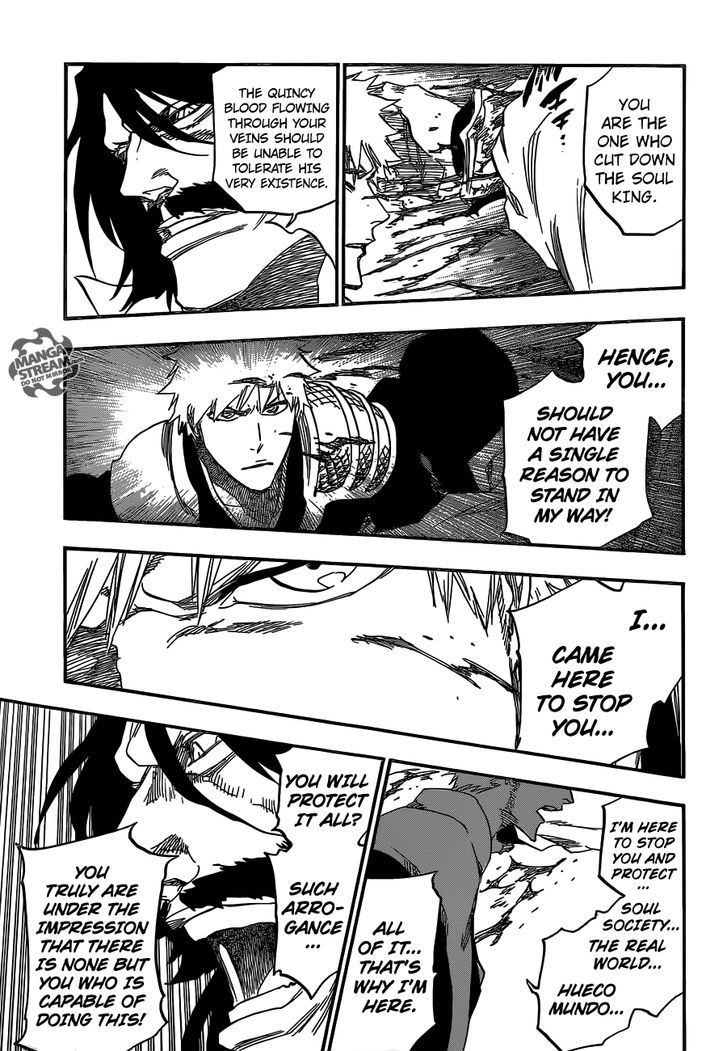 YOU
ARE THE
ONE WHO
CUT DOWN
THE SOUL
KING.
THE QUINCY
BLOOD FLOWING
THROUGH YOUR
VEINS SHOULD
BE UNABLE TO
TOLERATE HIS
VERY EXISTENCE.
HENCE,
YOU...
SHOULD
NOT HAVE
A SINGLE
REASON TO
STAND IN
MY WAY!
MANGA
STREAM
DO NOT MIRROR
I...
CAME
HERE
TO STOP
YOU...
I'M HERE
TO STOP
YOU AND
PROTECT
...
SOUL
SOCIETY...
THE REAL
WORLD...
HUECO
MUNDO...
ALL
OF IT...
THAT'S
WHY I'M
HERE.
YOU WILL
PROTECT
IT ALL?
SUCH
ARRO-
GANCE
...
YOU
TRULY ARE
UNDER THE
IMPRESSION
THAT THERE
IS NONE BUT
YOU WHO IS
CAPABLE OF
DOING THIS!